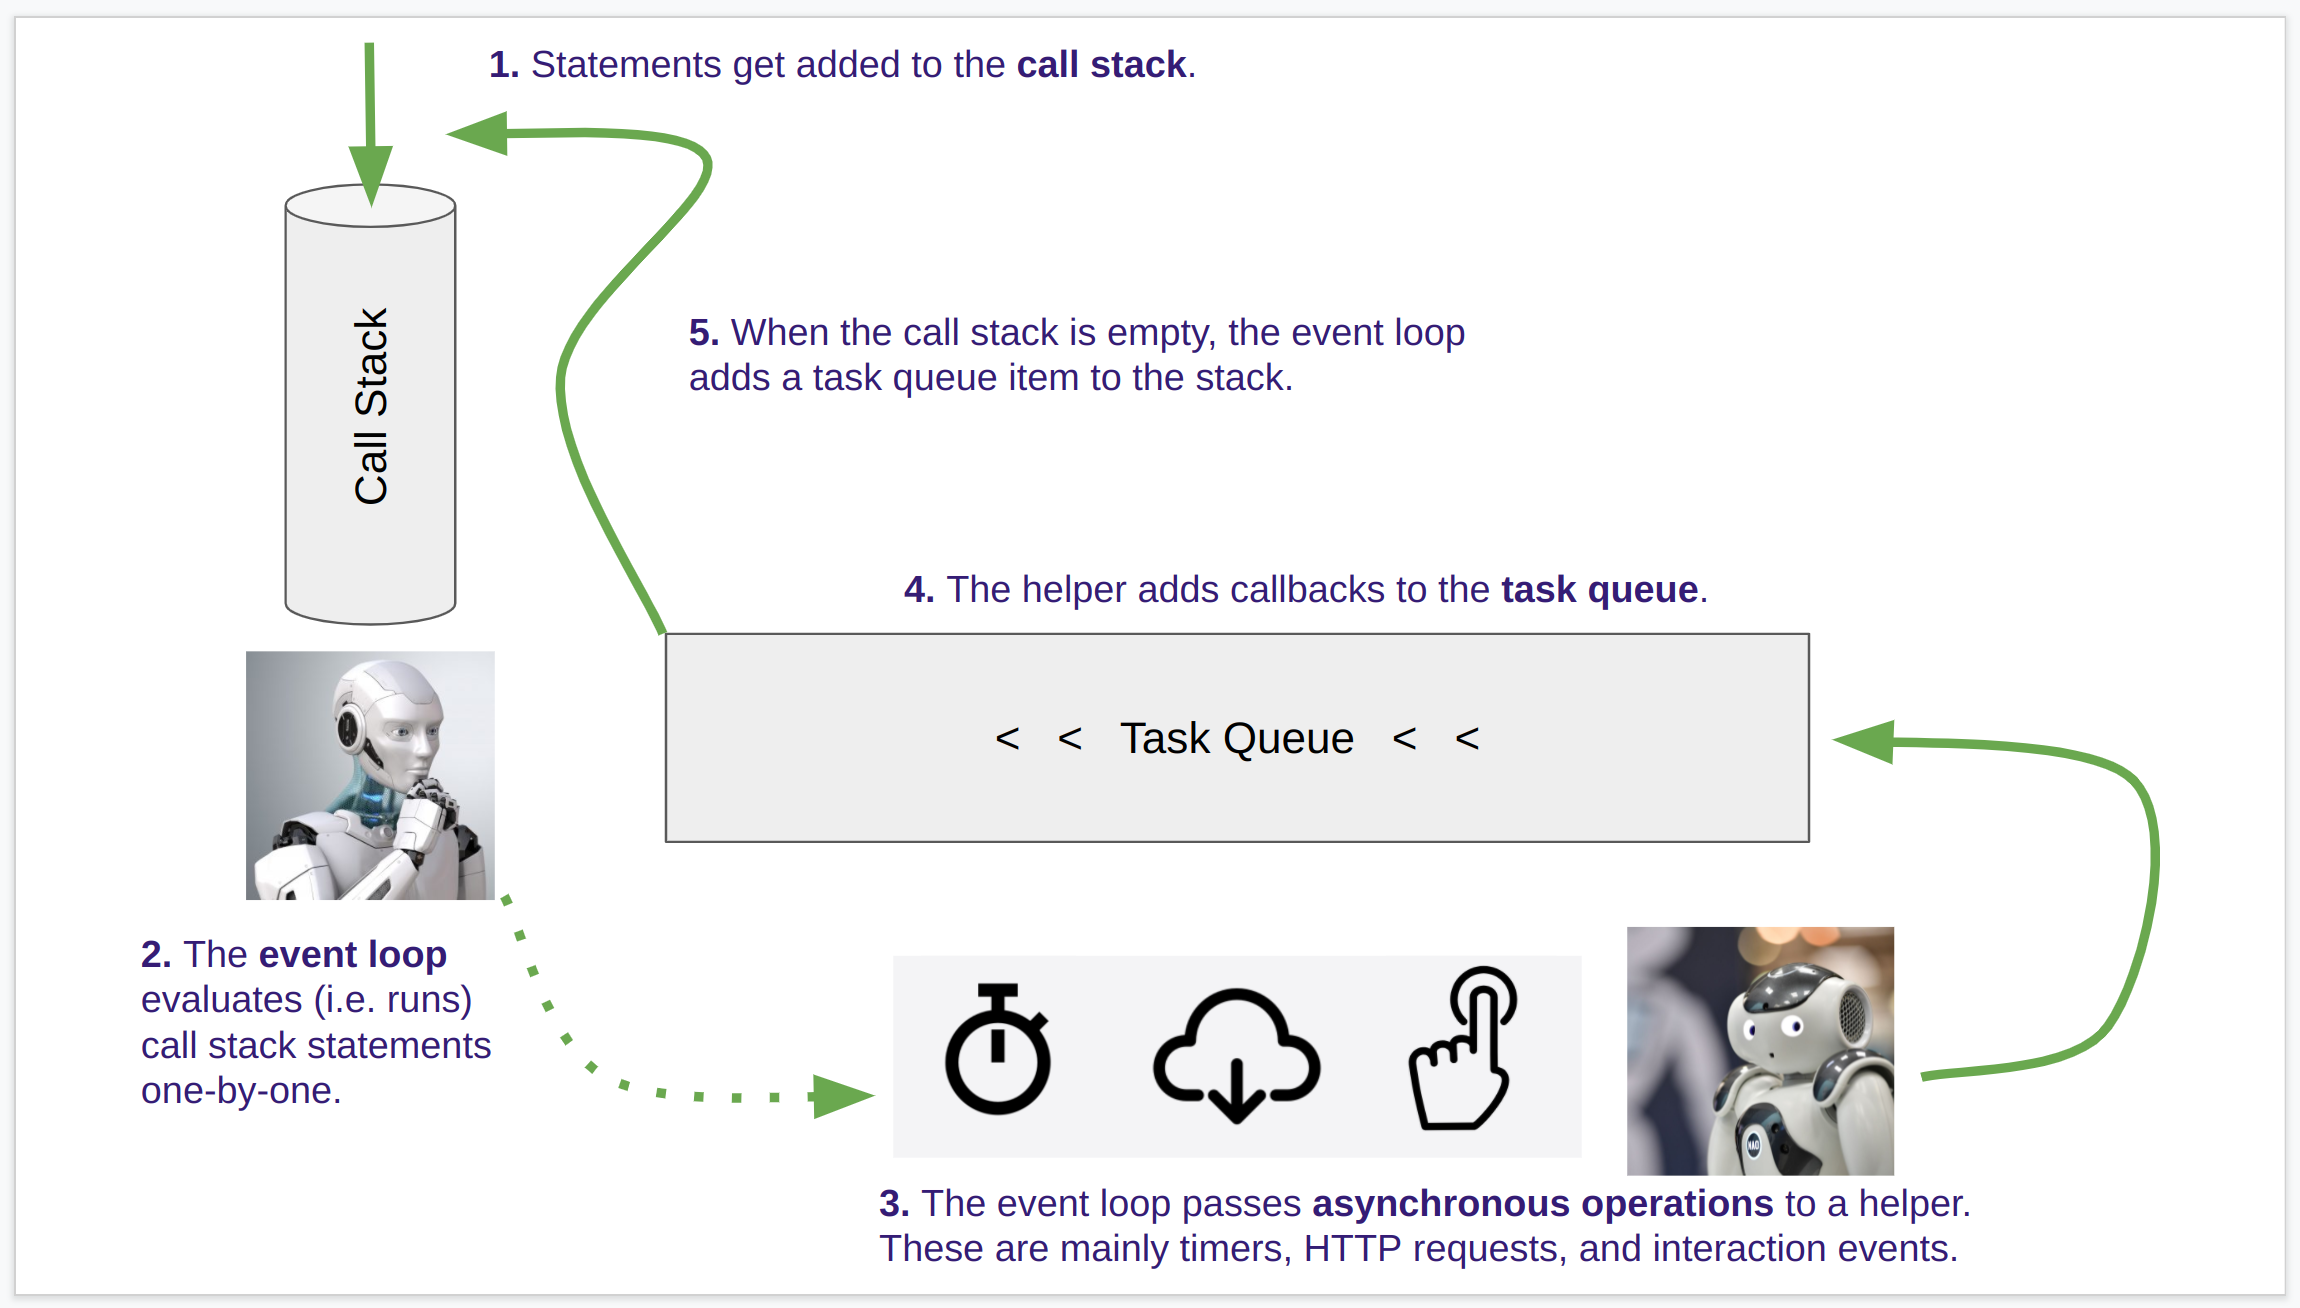 1. Statements get added to the call stack.
Call Stack
5. When the call stack is empty, the event loop
adds a task queue item to the stack.
4. The helper adds callbacks to the task queue.
< < Task Queue < <
2. The event loop
evaluates (i.e. runs)
call stack statements
one-by-one.
NAO
3. The event loop passes asynchronous operations to a helper.
These are mainly timers, HTTP requests, and interaction events.